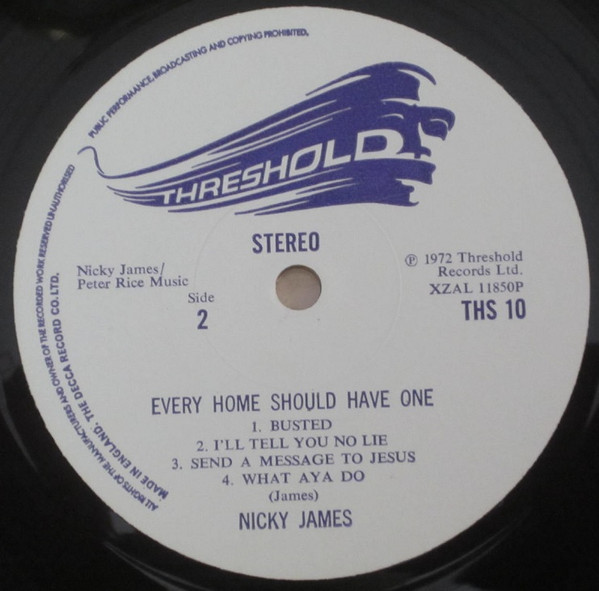 ALL RIGHTS OF THE MANUFACTURERS AND OWNER OF THE RECORDED WORK RESERVED UNAUTHORISED
PUBLIC PERFORMANCE, BROADCASTING AND COPYING PROHIBITED.
MADE IN ENGLAND. THE DECCA RECORD CO. LTD.
THRESHOLD
STEREO
Nicky James/
Peter Rice Music
Side
2
℗ 1972 Threshold
Records Ltd.
XZAL 11850P
THS 10
EVERY HOME SHOULD HAVE ONE
1. BUSTED
2. I'LL TELL YOU NO LIE
3. SEND A MESSAGE TO JESUS
4. WHAT AYA DO
(James)
NICKY JAMES